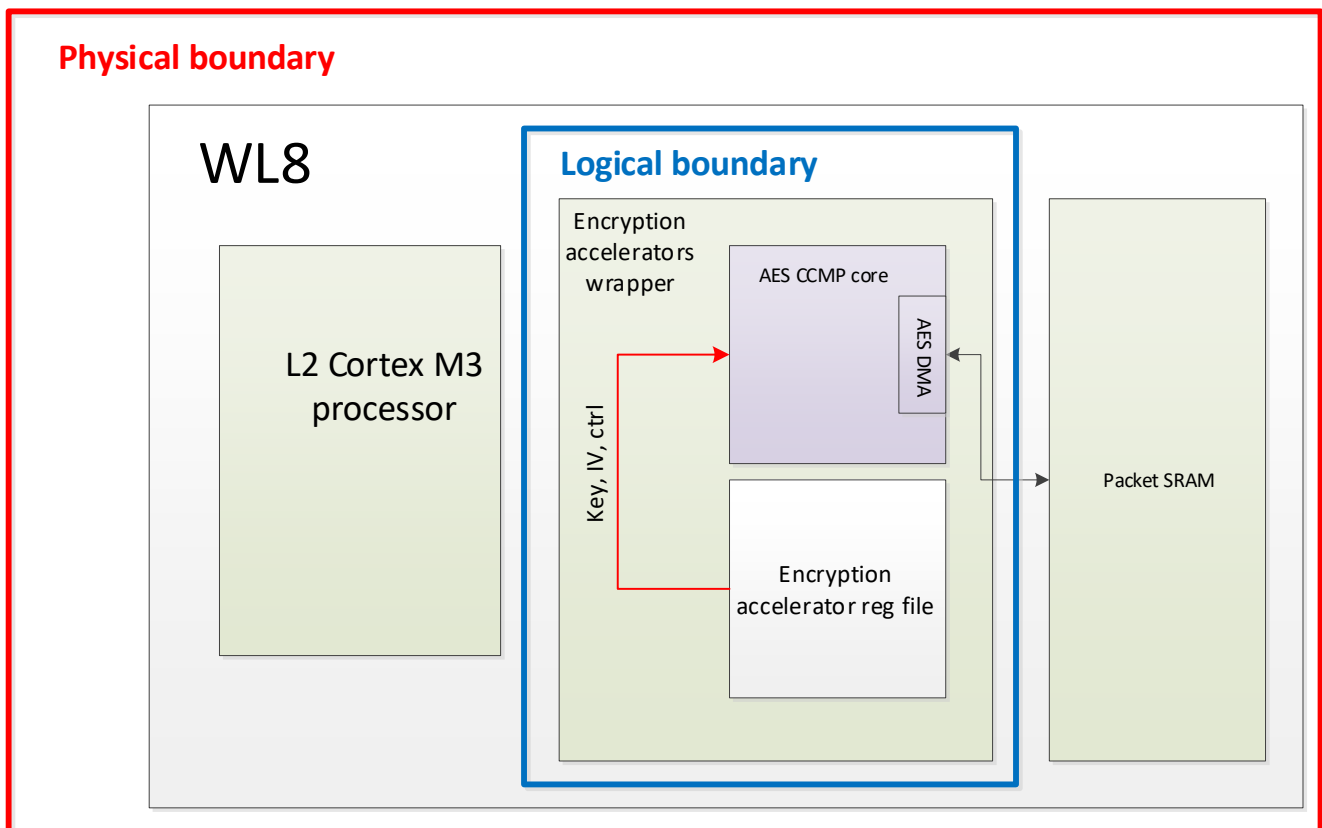 Physical boundary
WL8
Logical boundary
Encryption
accelerators
wrapper
AES CCMP core
AES DMA
L2 Cortex M3
processor
Key, IV, ctrl
Packet SRAM
Encryption
accelerator reg file